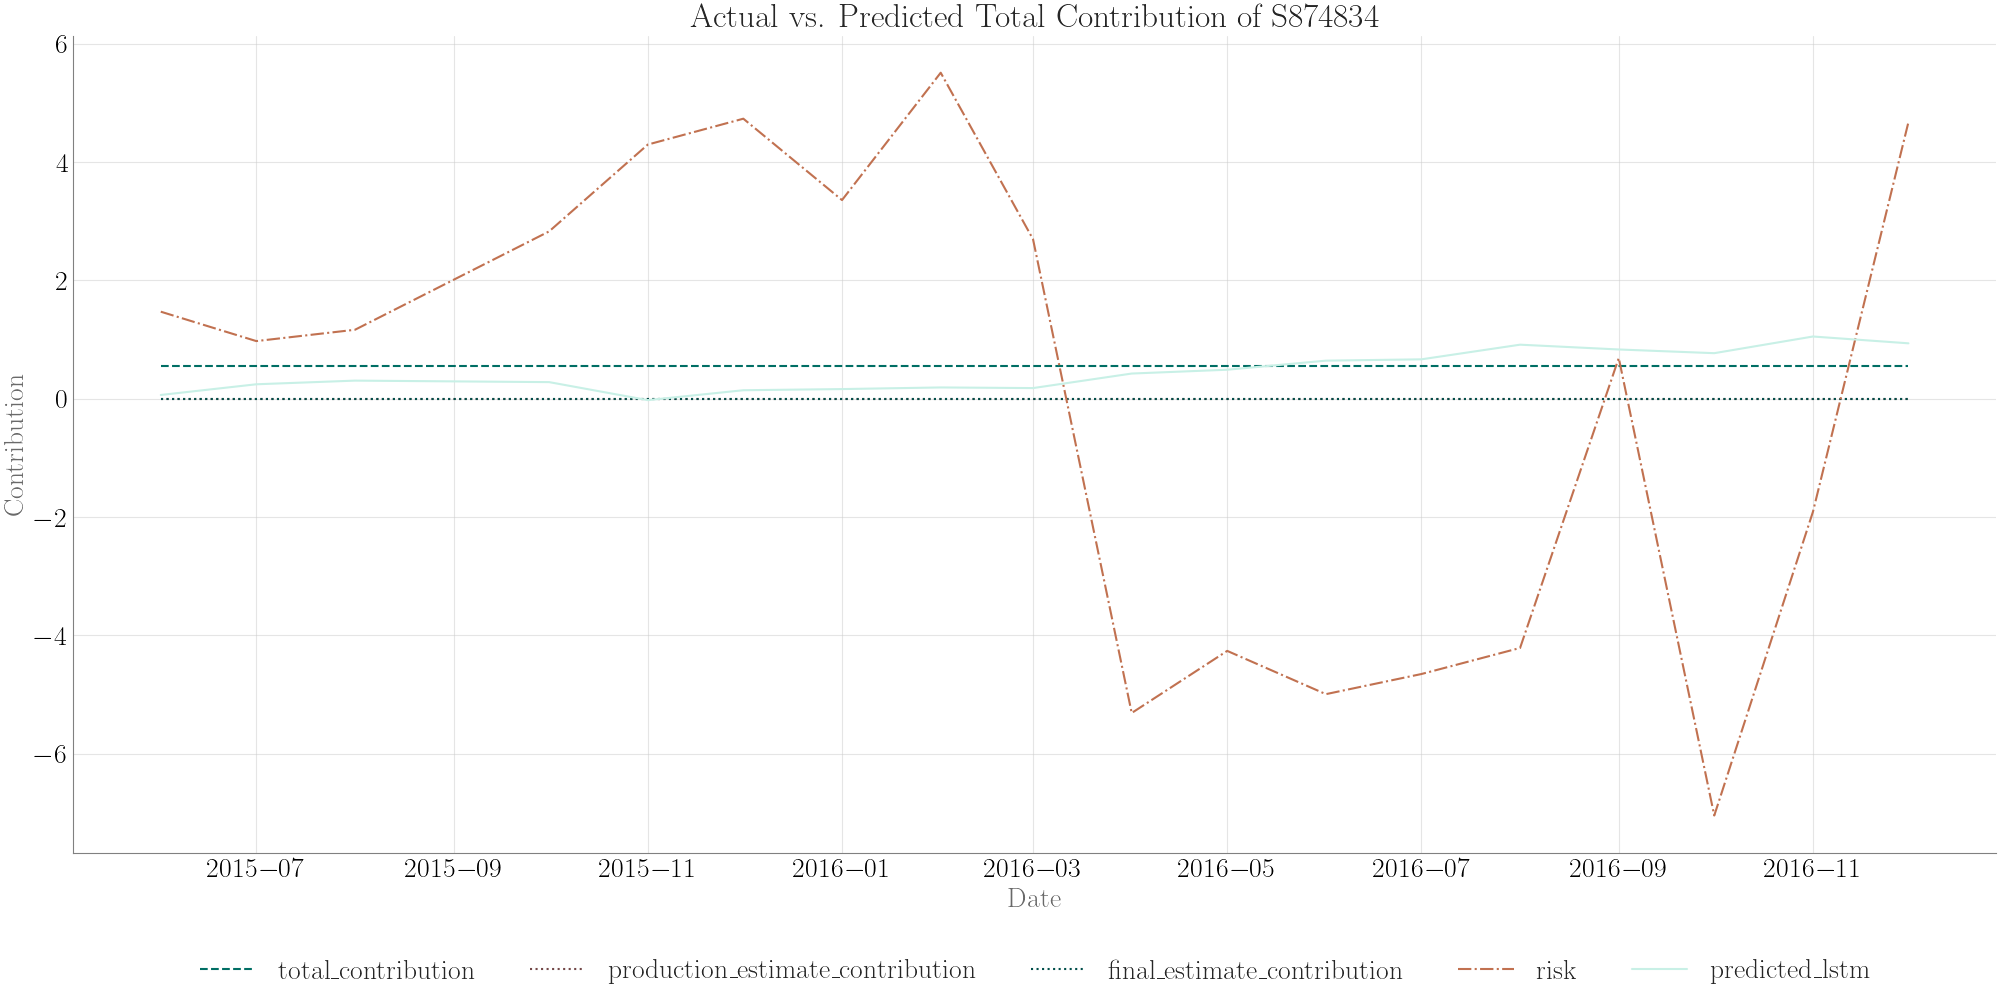 Actual vs. Predicted Total Contribution of S874834
6
4
2
0
−2
−4
−6
Contribution
2015−07 2015−09 2015−11 2016−01 2016−03 2016−05 2016−07 2016−09 2016−11
Date
total_contribution production_estimate_contribution final_estimate_contribution risk predicted_lstm